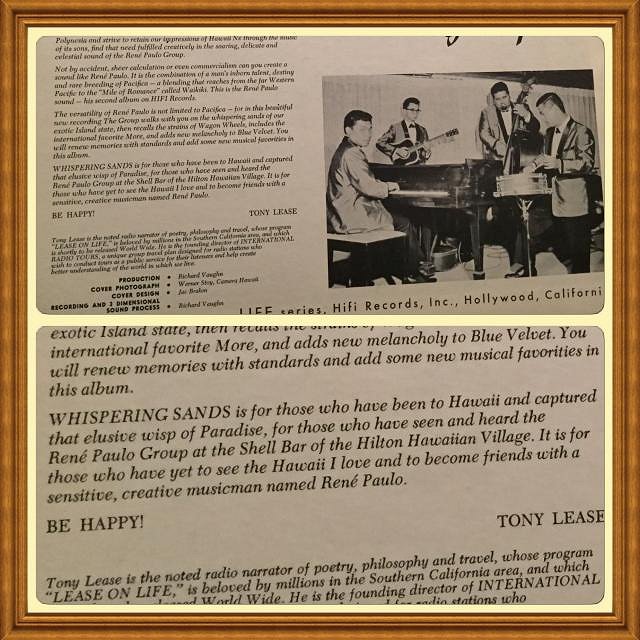 Polynesia and strive to retain our impressions of Hawaii Nz through the music
of its sons, find that need fulfilled creatively in the soaring, delicate and
celestial sound of the René Paulo Group.
Not by accident, sheer calculation or even commercialism can you create a
sound like René Paulo. It is the combination of a man's inborn talent, destiny
and rare breeding of Pacifica – a blending that reaches from the far Western
Pacific to the "Mile of Romance" called Waikiki. This is the René Paulo
sound – his second album on HIFI Records.
The versatility of René Paulo is not limited to Pacifica – for in this beautiful
new recording The Group walks with you on the whispering sands of our
exotic Island state, then recalls the strains of Wagon Wheels, includes the
international favorite More, and adds new melancholy to Blue Velvet. You
will renew memories with standards and add some new musical favorities in
this album.
WHISPERING SANDS is for those who have been to Hawaii and captured
that elusive wisp of Paradise, for those who have seen and heard the
René Paulo Group at the Shell Bar of the Hilton Hawaiian Village. It is for
those who have yet to see the Hawaii I love and to become friends with a
sensitive, creative musicman named René Paulo.
BE HAPPY! TONY LEASE
Tony Lease is the noted radio narrator of poetry, philosophy and travel, whose program
"LEASE ON LIFE," is beloved by millions in the Southern California area, and which
is shortly to be released World Wide. He is the founding director of INTERNATIONAL
RADIO TOURS, a unique group travel plan designed for radio stations who
wish to conduct tours as a public service for their listeners and help create
better understanding of the world in which we live.
PRODUCTION • Richard Vaughn
COVER PHOTOGRAPH • Werner Stoy, Camera Hawaii
COVER DESIGN • Jac Brahm
RECORDING AND 3 DIMENSIONAL
SOUND PROCESS • Richard Vaughn
LIFE series, Hifi Records, Inc., Hollywood, Californi
exotic Island state, then recalls the strains of
international favorite More, and adds new melancholy to Blue Velvet. You
will renew memories with standards and add some new musical favorities in
this album.
WHISPERING SANDS is for those who have been to Hawaii and captured
that elusive wisp of Paradise, for those who have seen and heard the
René Paulo Group at the Shell Bar of the Hilton Hawaiian Village. It is for
those who have yet to see the Hawaii I love and to become friends with a
sensitive, creative musicman named René Paulo.
BE HAPPY! TONY LEASE
Tony Lease is the noted radio narrator of poetry, philosophy and travel, whose program
"LEASE ON LIFE," is beloved by millions in the Southern California area, and which
released World Wide. He is the founding director of INTERNATIONAL
for radio stations who